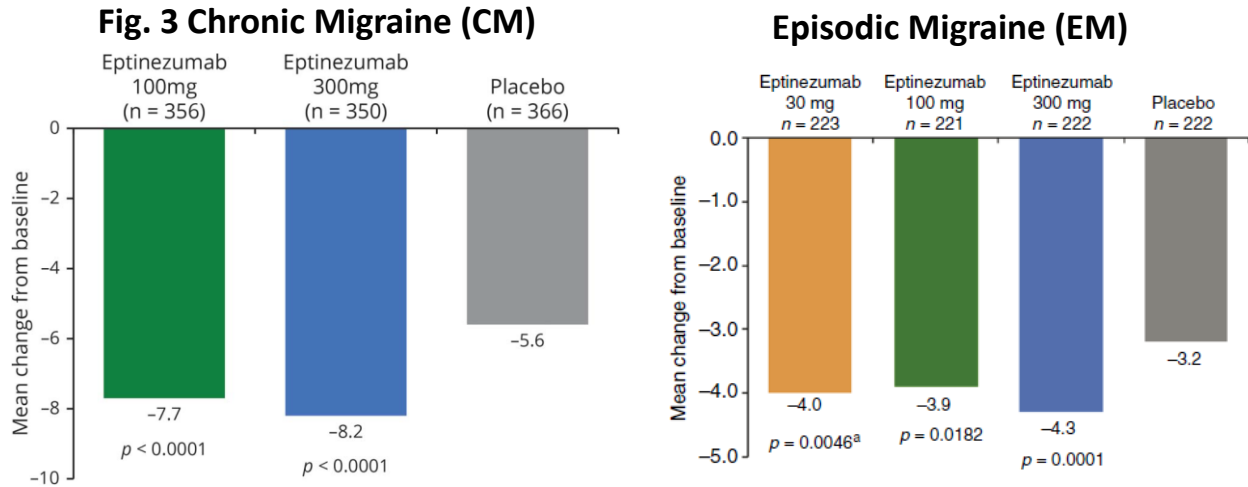 Fig. 3 Chronic Migraine (CM)
Eptinezumab
100mg
(n = 356)
Eptinezumab
300mg
(n = 350)
Placebo
(n = 366)
Mean change from baseline
0
−2
−4
−6
−8
−10
−7.7
p < 0.0001
−8.2
p < 0.0001
−5.6
Episodic Migraine (EM)
Eptinezumab
30 mg
n = 223
Eptinezumab
100 mg
n = 221
Eptinezumab
300 mg
n = 222
Placebo
n = 222
Mean change from baseline
0.0
−1.0
−2.0
−3.0
−4.0
−5.0
−4.0
p = 0.0046ᵃ
−3.9
p = 0.0182
−4.3
p = 0.0001
−3.2